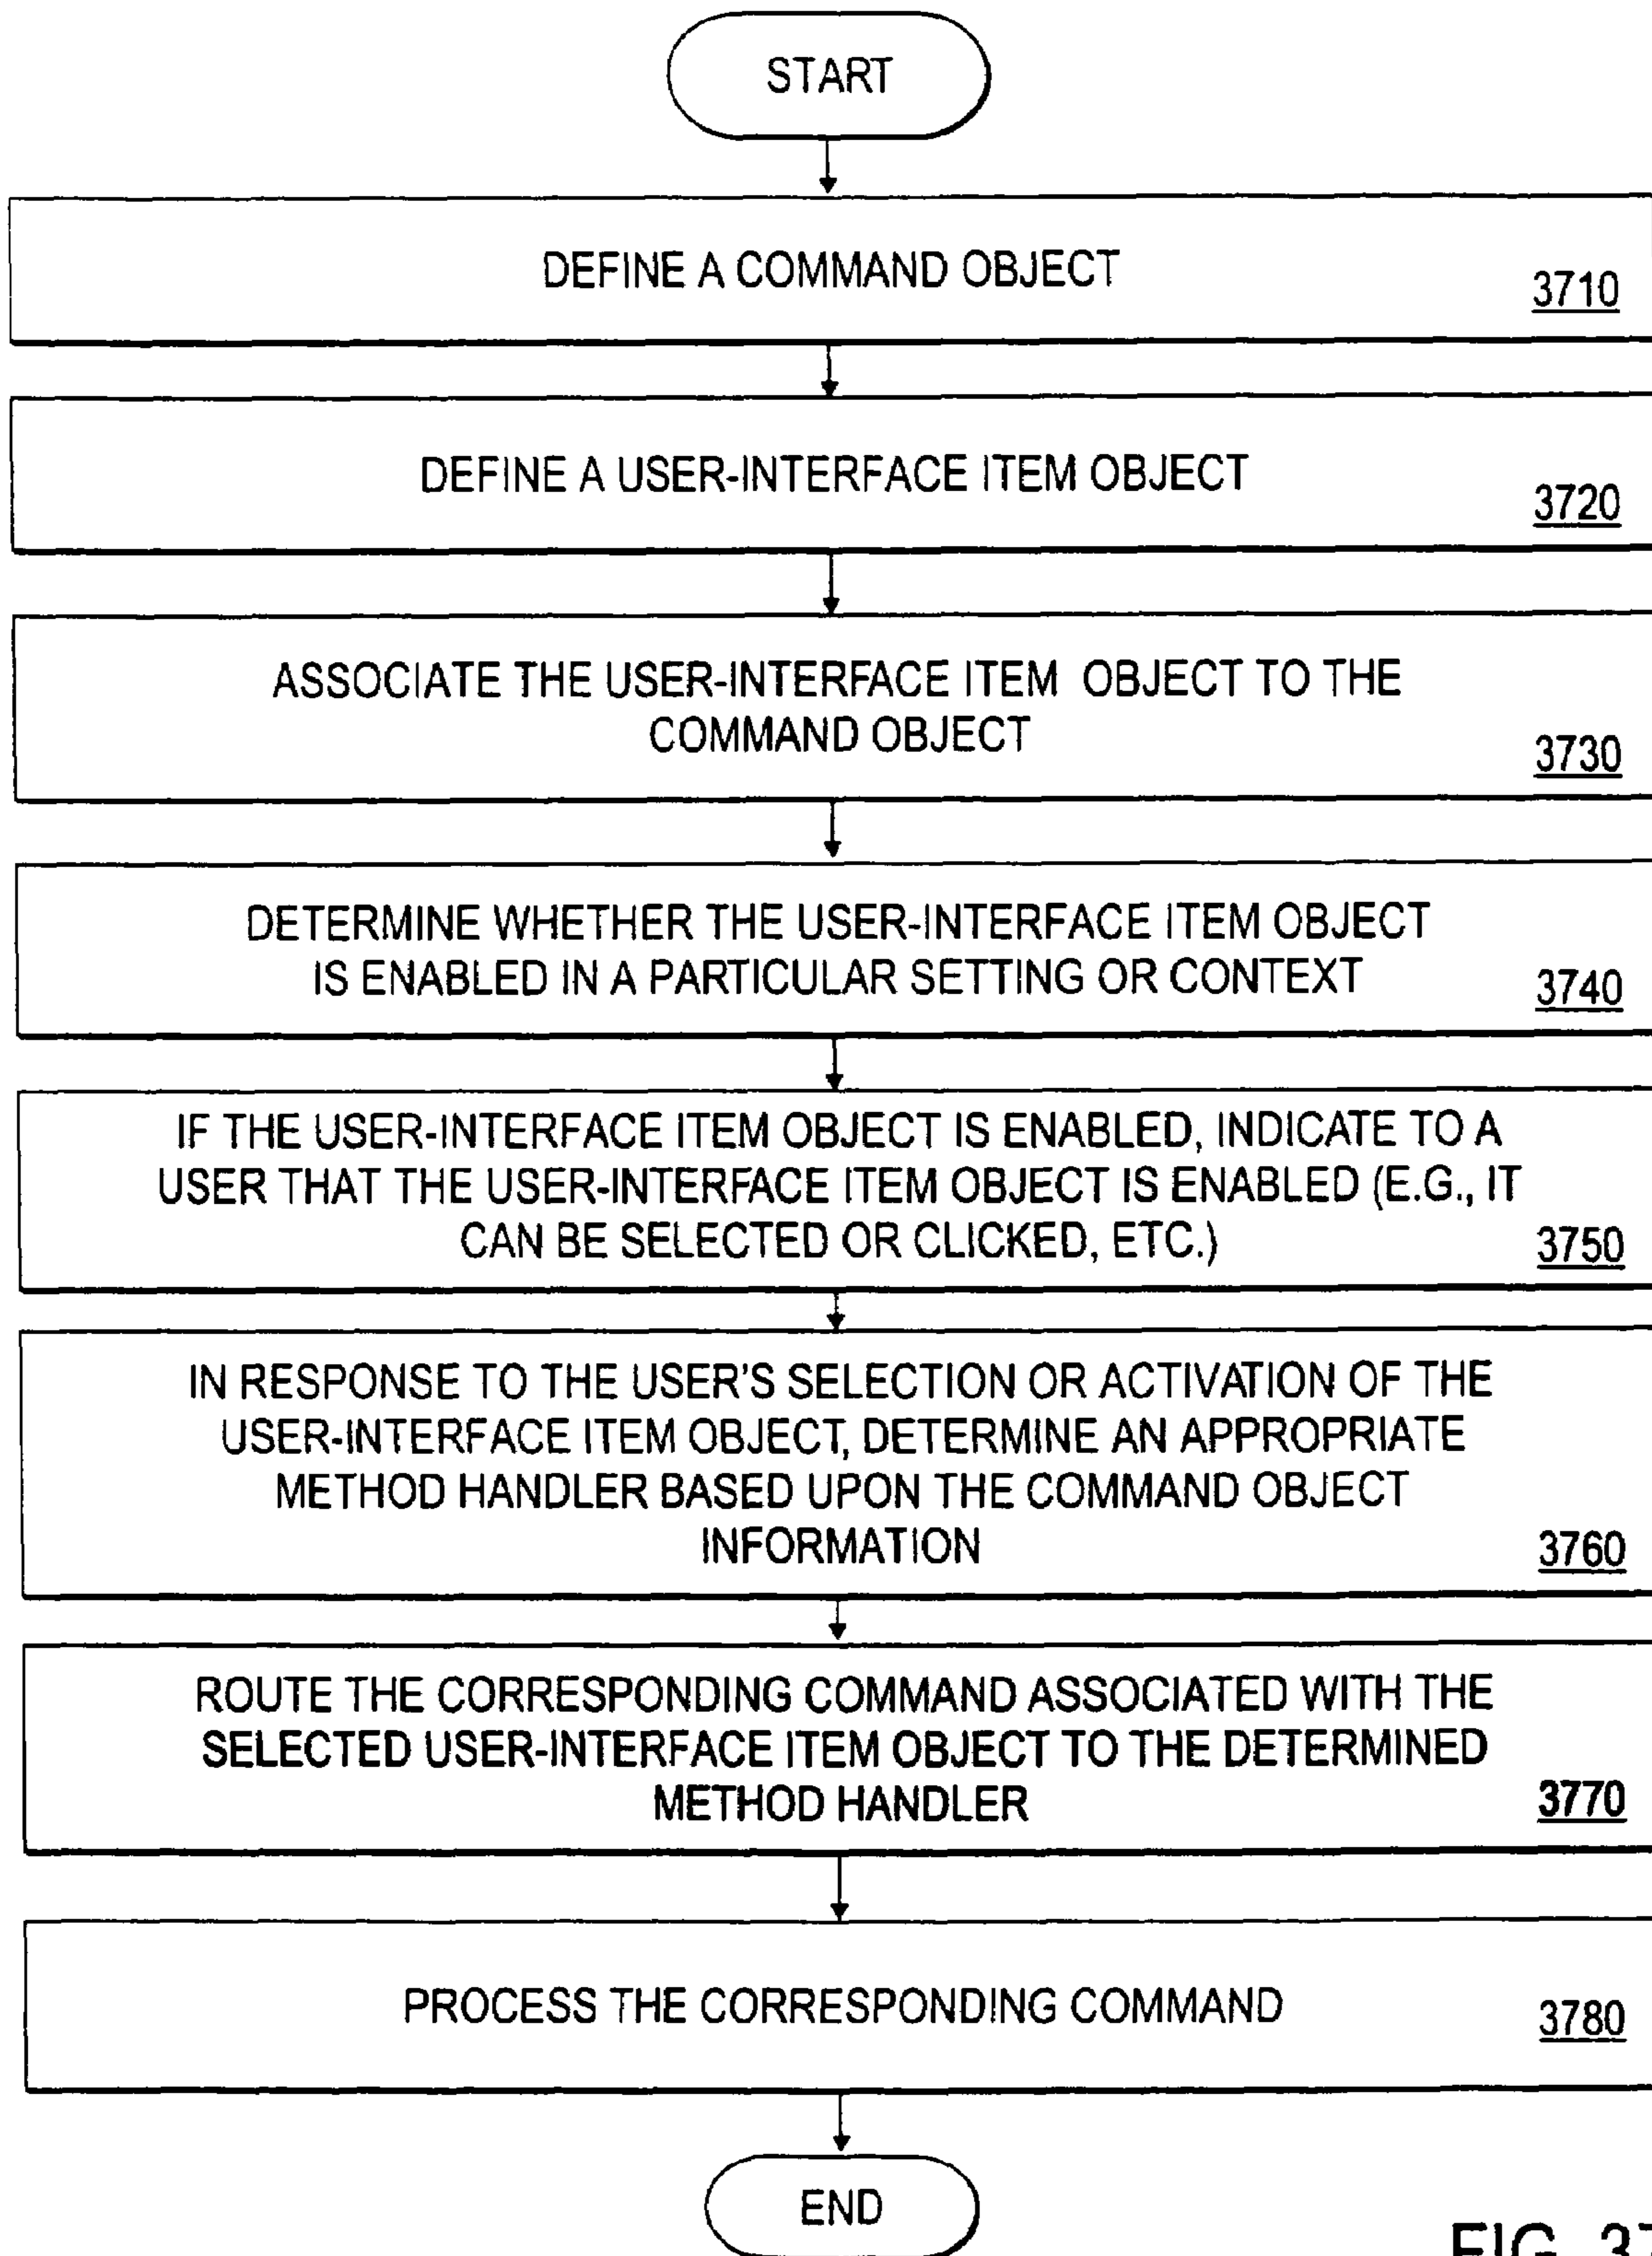 START
DEFINE A COMMAND OBJECT
3710
DEFINE A USER-INTERFACE ITEM OBJECT
3720
ASSOCIATE THE USER-INTERFACE ITEM OBJECT TO THE
COMMAND OBJECT
3730
DETERMINE WHETHER THE USER-INTERFACE ITEM OBJECT
IS ENABLED IN A PARTICULAR SETTING OR CONTEXT
3740
IF THE USER-INTERFACE ITEM OBJECT IS ENABLED, INDICATE TO A
USER THAT THE USER-INTERFACE ITEM OBJECT IS ENABLED (E.G., IT
CAN BE SELECTED OR CLICKED, ETC.)
3750
IN RESPONSE TO THE USER'S SELECTION OR ACTIVATION OF THE
USER-INTERFACE ITEM OBJECT, DETERMINE AN APPROPRIATE
METHOD HANDLER BASED UPON THE COMMAND OBJECT
INFORMATION
3760
ROUTE THE CORRESPONDING COMMAND ASSOCIATED WITH THE
SELECTED USER-INTERFACE ITEM OBJECT TO THE DETERMINED
METHOD HANDLER
3770
PROCESS THE CORRESPONDING COMMAND
3780
END
FIG. 37